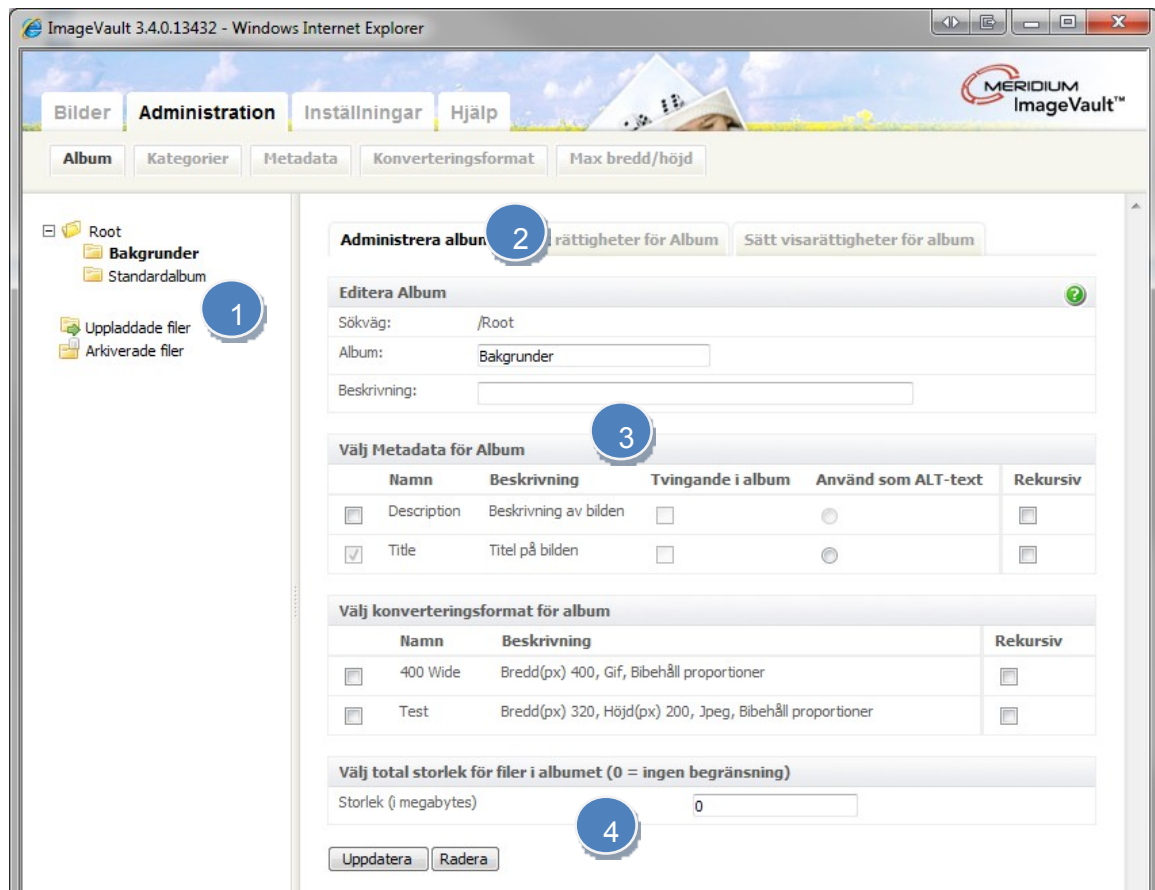 ImageVault 3.4.0.13432 - Windows Internet Explorer
MERIDIUM
ImageVault™
Bilder Administration Inställningar Hjälp
Album Kategorier Metadata Konverteringsformat Max bredd/höjd
Root
Bakgrunder
Standardalbum
Uppladdade filer
Arkiverade filer
1
Administrera 2 rättigheter för Album Sätt visarättigheter för album
Editera Album
Sökväg: /Root
Album: Bakgrunder
Beskrivning:
3
Välj Metadata för Album
Namn Beskrivning Tvingande i album Använd som ALT-text Rekursiv
Description Beskrivning av bilden
Title Titel på bilden
Välj konverteringsformat för album
Namn Beskrivning Rekursiv
400 Wide Bredd(px) 400, Gif, Bibehåll proportioner
Test Bredd(px) 320, Höjd(px) 200, Jpeg, Bibehåll proportioner
Välj total storlek för filer i albumet (0 = ingen begränsning)
Storlek (i megabytes) 0
4
Uppdatera Radera